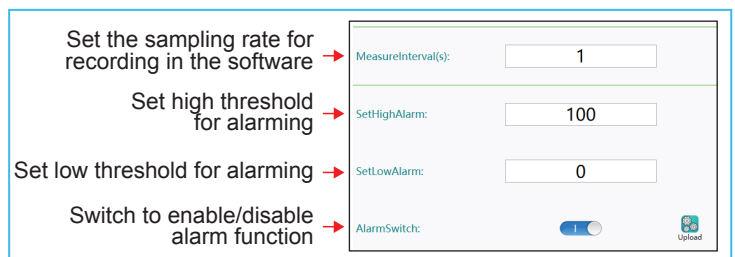 Set the sampling rate for
recording in the software
MeasureInterval(s):
1
Set high threshold
for alarming
SetHighAlarm:
100
Set low threshold for alarming
SetLowAlarm:
0
Switch to enable/disable
alarm function
AlarmSwitch:
I
Upload